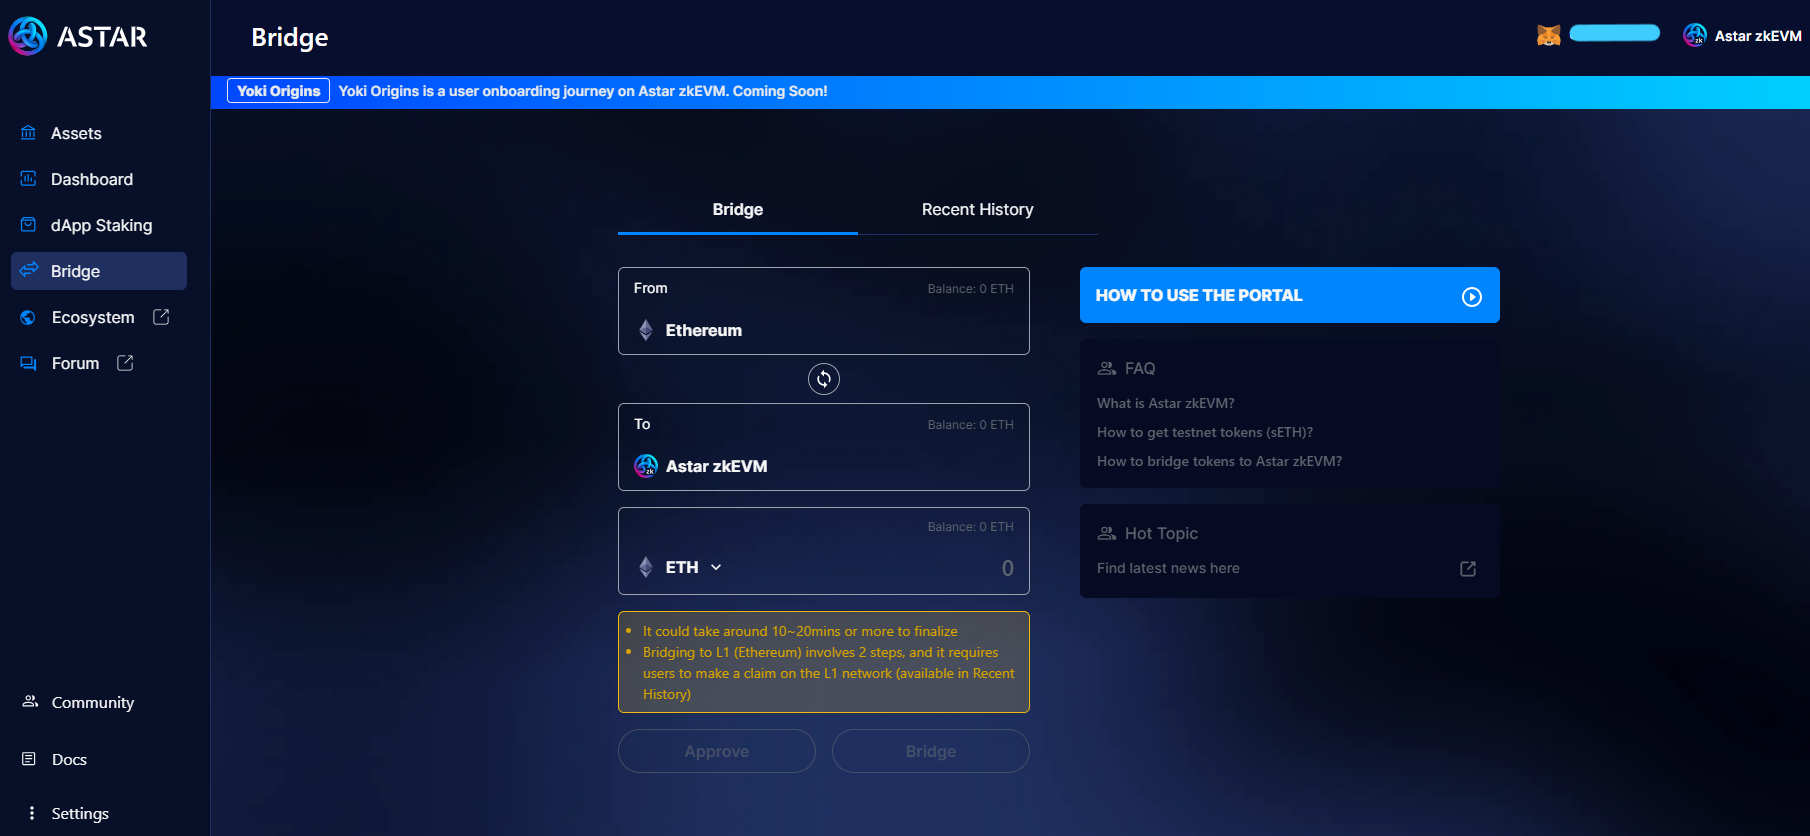 ASTAR
Bridge
Astar zkEVM
Yoki Origins Yoki Origins is a user onboarding journey on Astar zkEVM. Coming Soon!
Assets
Dashboard
dApp Staking
Bridge
Ecosystem
Forum
Community
Docs
Settings
Bridge Recent History
From Balance: 0 ETH
Ethereum
To Balance: 0 ETH
Astar zkEVM
Balance: 0 ETH
ETH 0
It could take around 10~20mins or more to finalize
Bridging to L1 (Ethereum) involves 2 steps, and it requires
users to make a claim on the L1 network (available in Recent
History)
Approve Bridge
HOW TO USE THE PORTAL
FAQ
What is Astar zkEVM?
How to get testnet tokens (sETH)?
How to bridge tokens to Astar zkEVM?
Hot Topic
Find latest news here